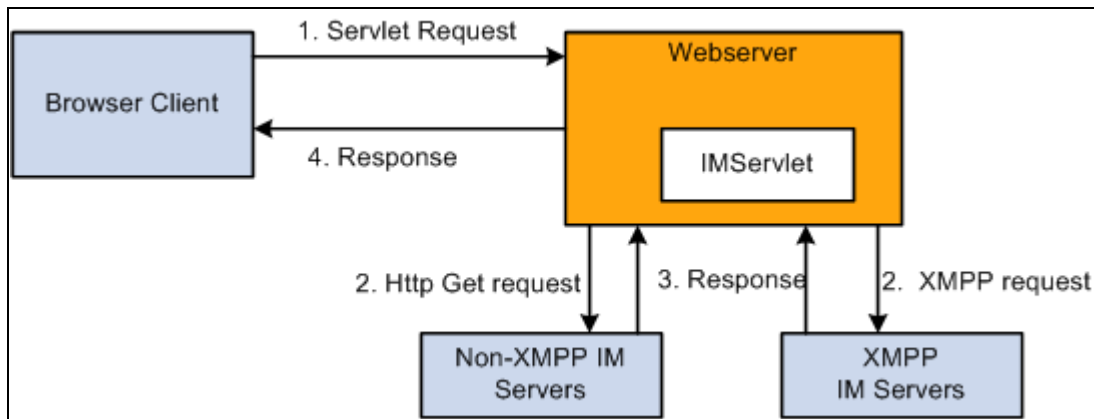 1. Servlet Request
Webserver
Browser Client
4. Response
IMServlet
2. Http Get request
3. Response
2. XMPP request
Non-XMPP IM
Servers
XMPP
IM Servers